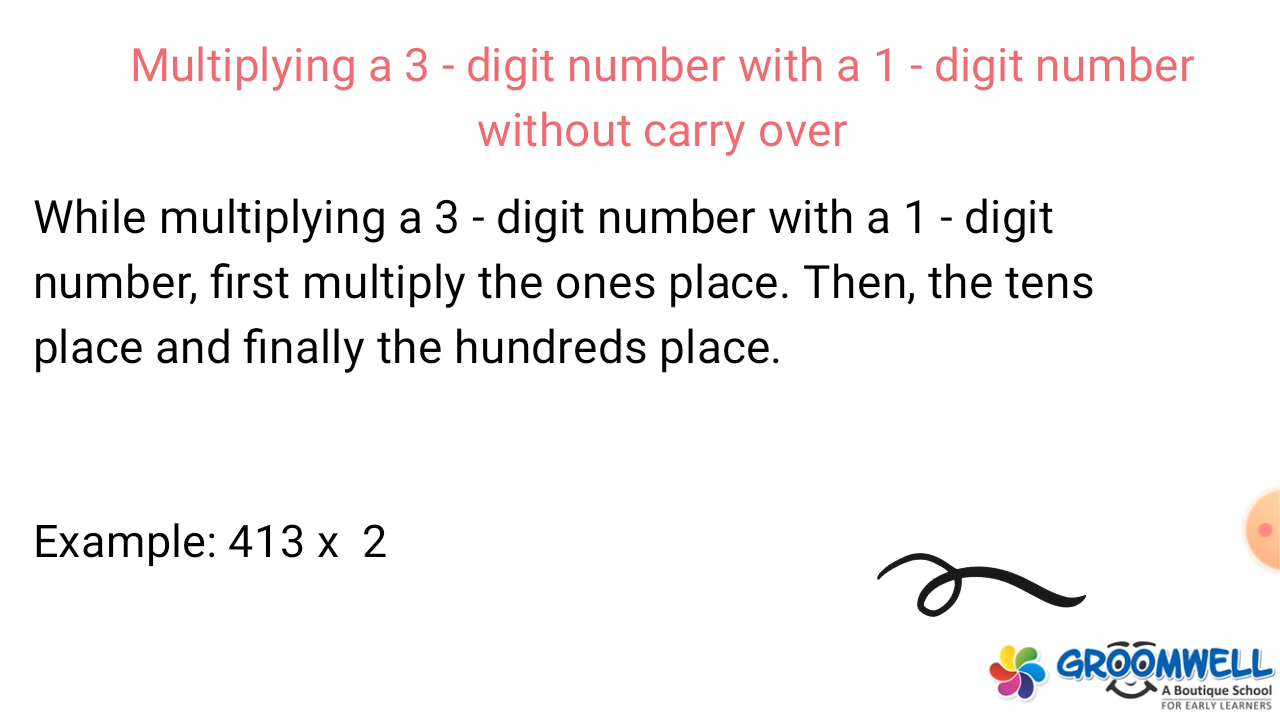 Multiplying a 3 - digit number with a 1 - digit number
without carry over
While multiplying a 3 - digit number with a 1 - digit
number, first multiply the ones place. Then, the tens
place and finally the hundreds place.
Example: 413 x 2
GROOMWELL
A Boutique School
FOR EARLY LEARNERS